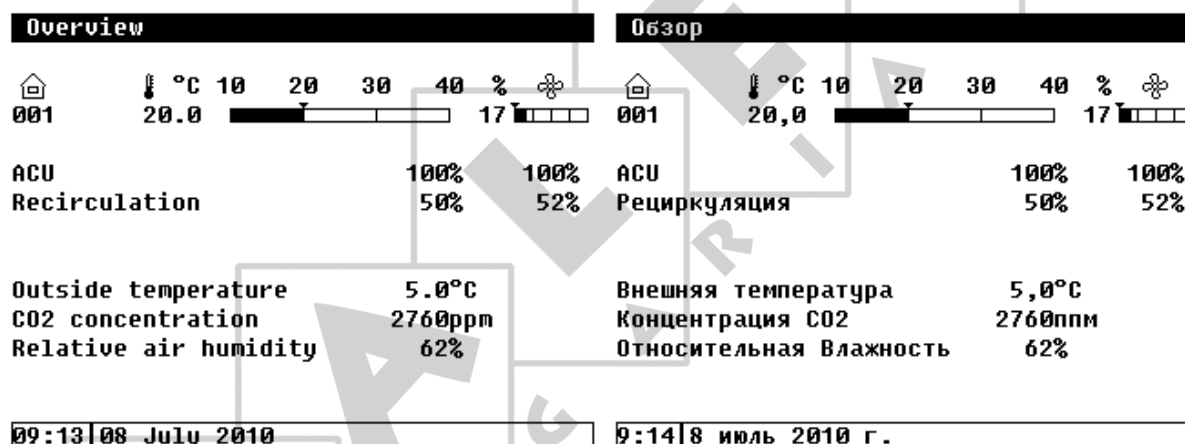 Overview
°C 10 20 30 40 %
001 20.0 17
ACU 100% 100%
Recirculation 50% 52%
Outside temperature 5.0°C
CO2 concentration 2760ppm
Relative air humidity 62%
09:13 08 July 2010
Обзор
°C 10 20 30 40 %
001 20,0 17
ACU 100% 100%
Рециркуляция 50% 52%
Внешняя температура 5,0°C
Концентрация CO2 2760ппм
Относительная Влажность 62%
9:14 8 июль 2010 г.